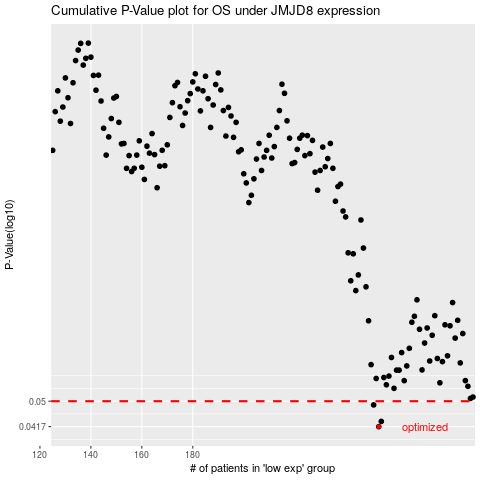 Cumulative P-Value plot for OS under JMJD8 expression
P-Value(log10)
0.05
0.0417
optimized
120 140 160 180
# of patients in 'low exp' group